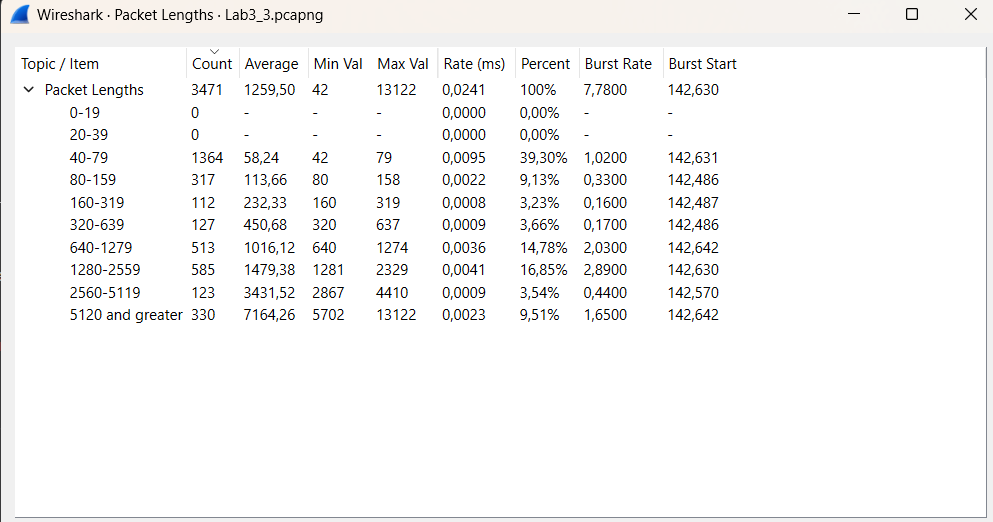 Wireshark · Packet Lengths · Lab3_3.pcapng
Topic / Item Count Average Min Val Max Val Rate (ms) Percent Burst Rate Burst Start
Packet Lengths 3471 1259,50 42 13122 0,0241 100% 7,7800 142,630
0-19 0 - - - 0,0000 0,00% - -
20-39 0 - - - 0,0000 0,00% - -
40-79 1364 58,24 42 79 0,0095 39,30% 1,0200 142,631
80-159 317 113,66 80 158 0,0022 9,13% 0,3300 142,486
160-319 112 232,33 160 319 0,0008 3,23% 0,1600 142,487
320-639 127 450,68 320 637 0,0009 3,66% 0,1700 142,486
640-1279 513 1016,12 640 1274 0,0036 14,78% 2,0300 142,642
1280-2559 585 1479,38 1281 2329 0,0041 16,85% 2,8900 142,630
2560-5119 123 3431,52 2867 4410 0,0009 3,54% 0,4400 142,570
5120 and greater 330 7164,26 5702 13122 0,0023 9,51% 1,6500 142,642